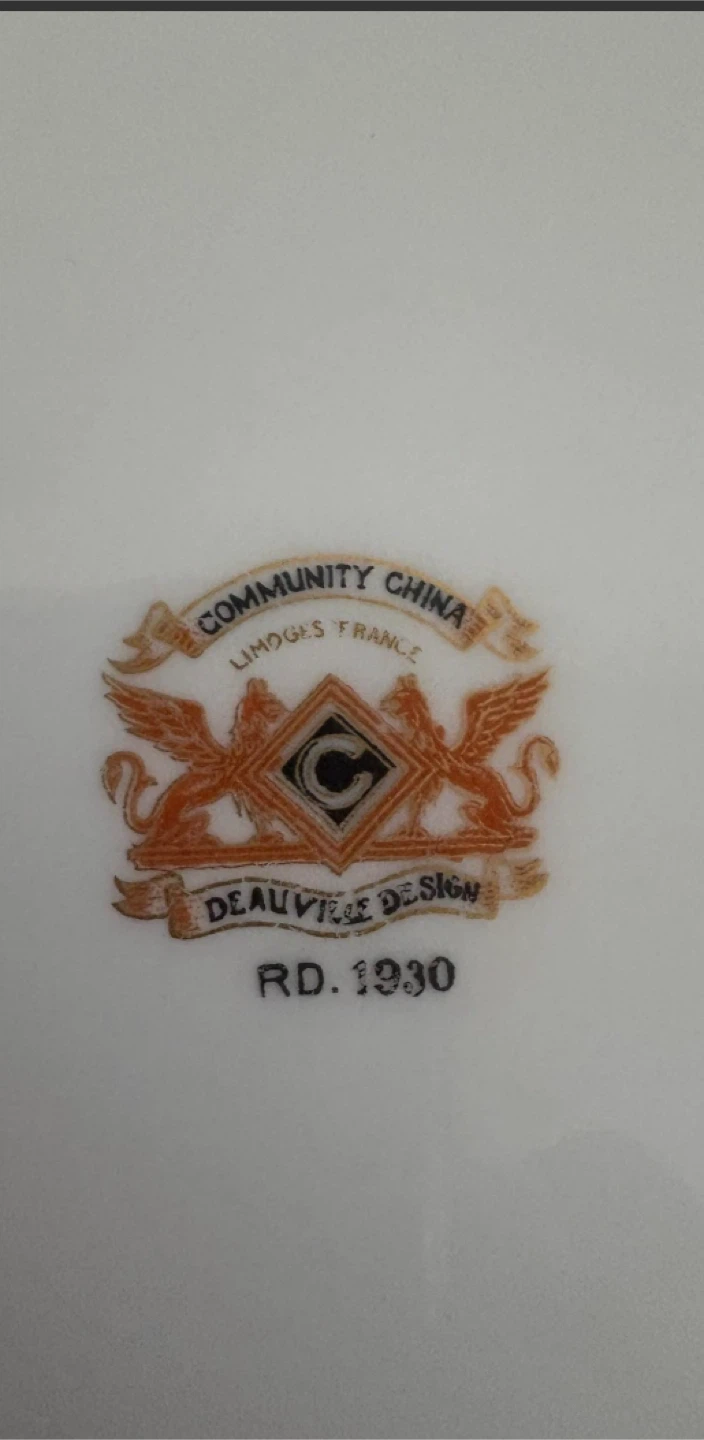 COMMUNITY CHINA
LIMOGES FRANCE
C
DEAUVILLE DESIGN
RD. 1930